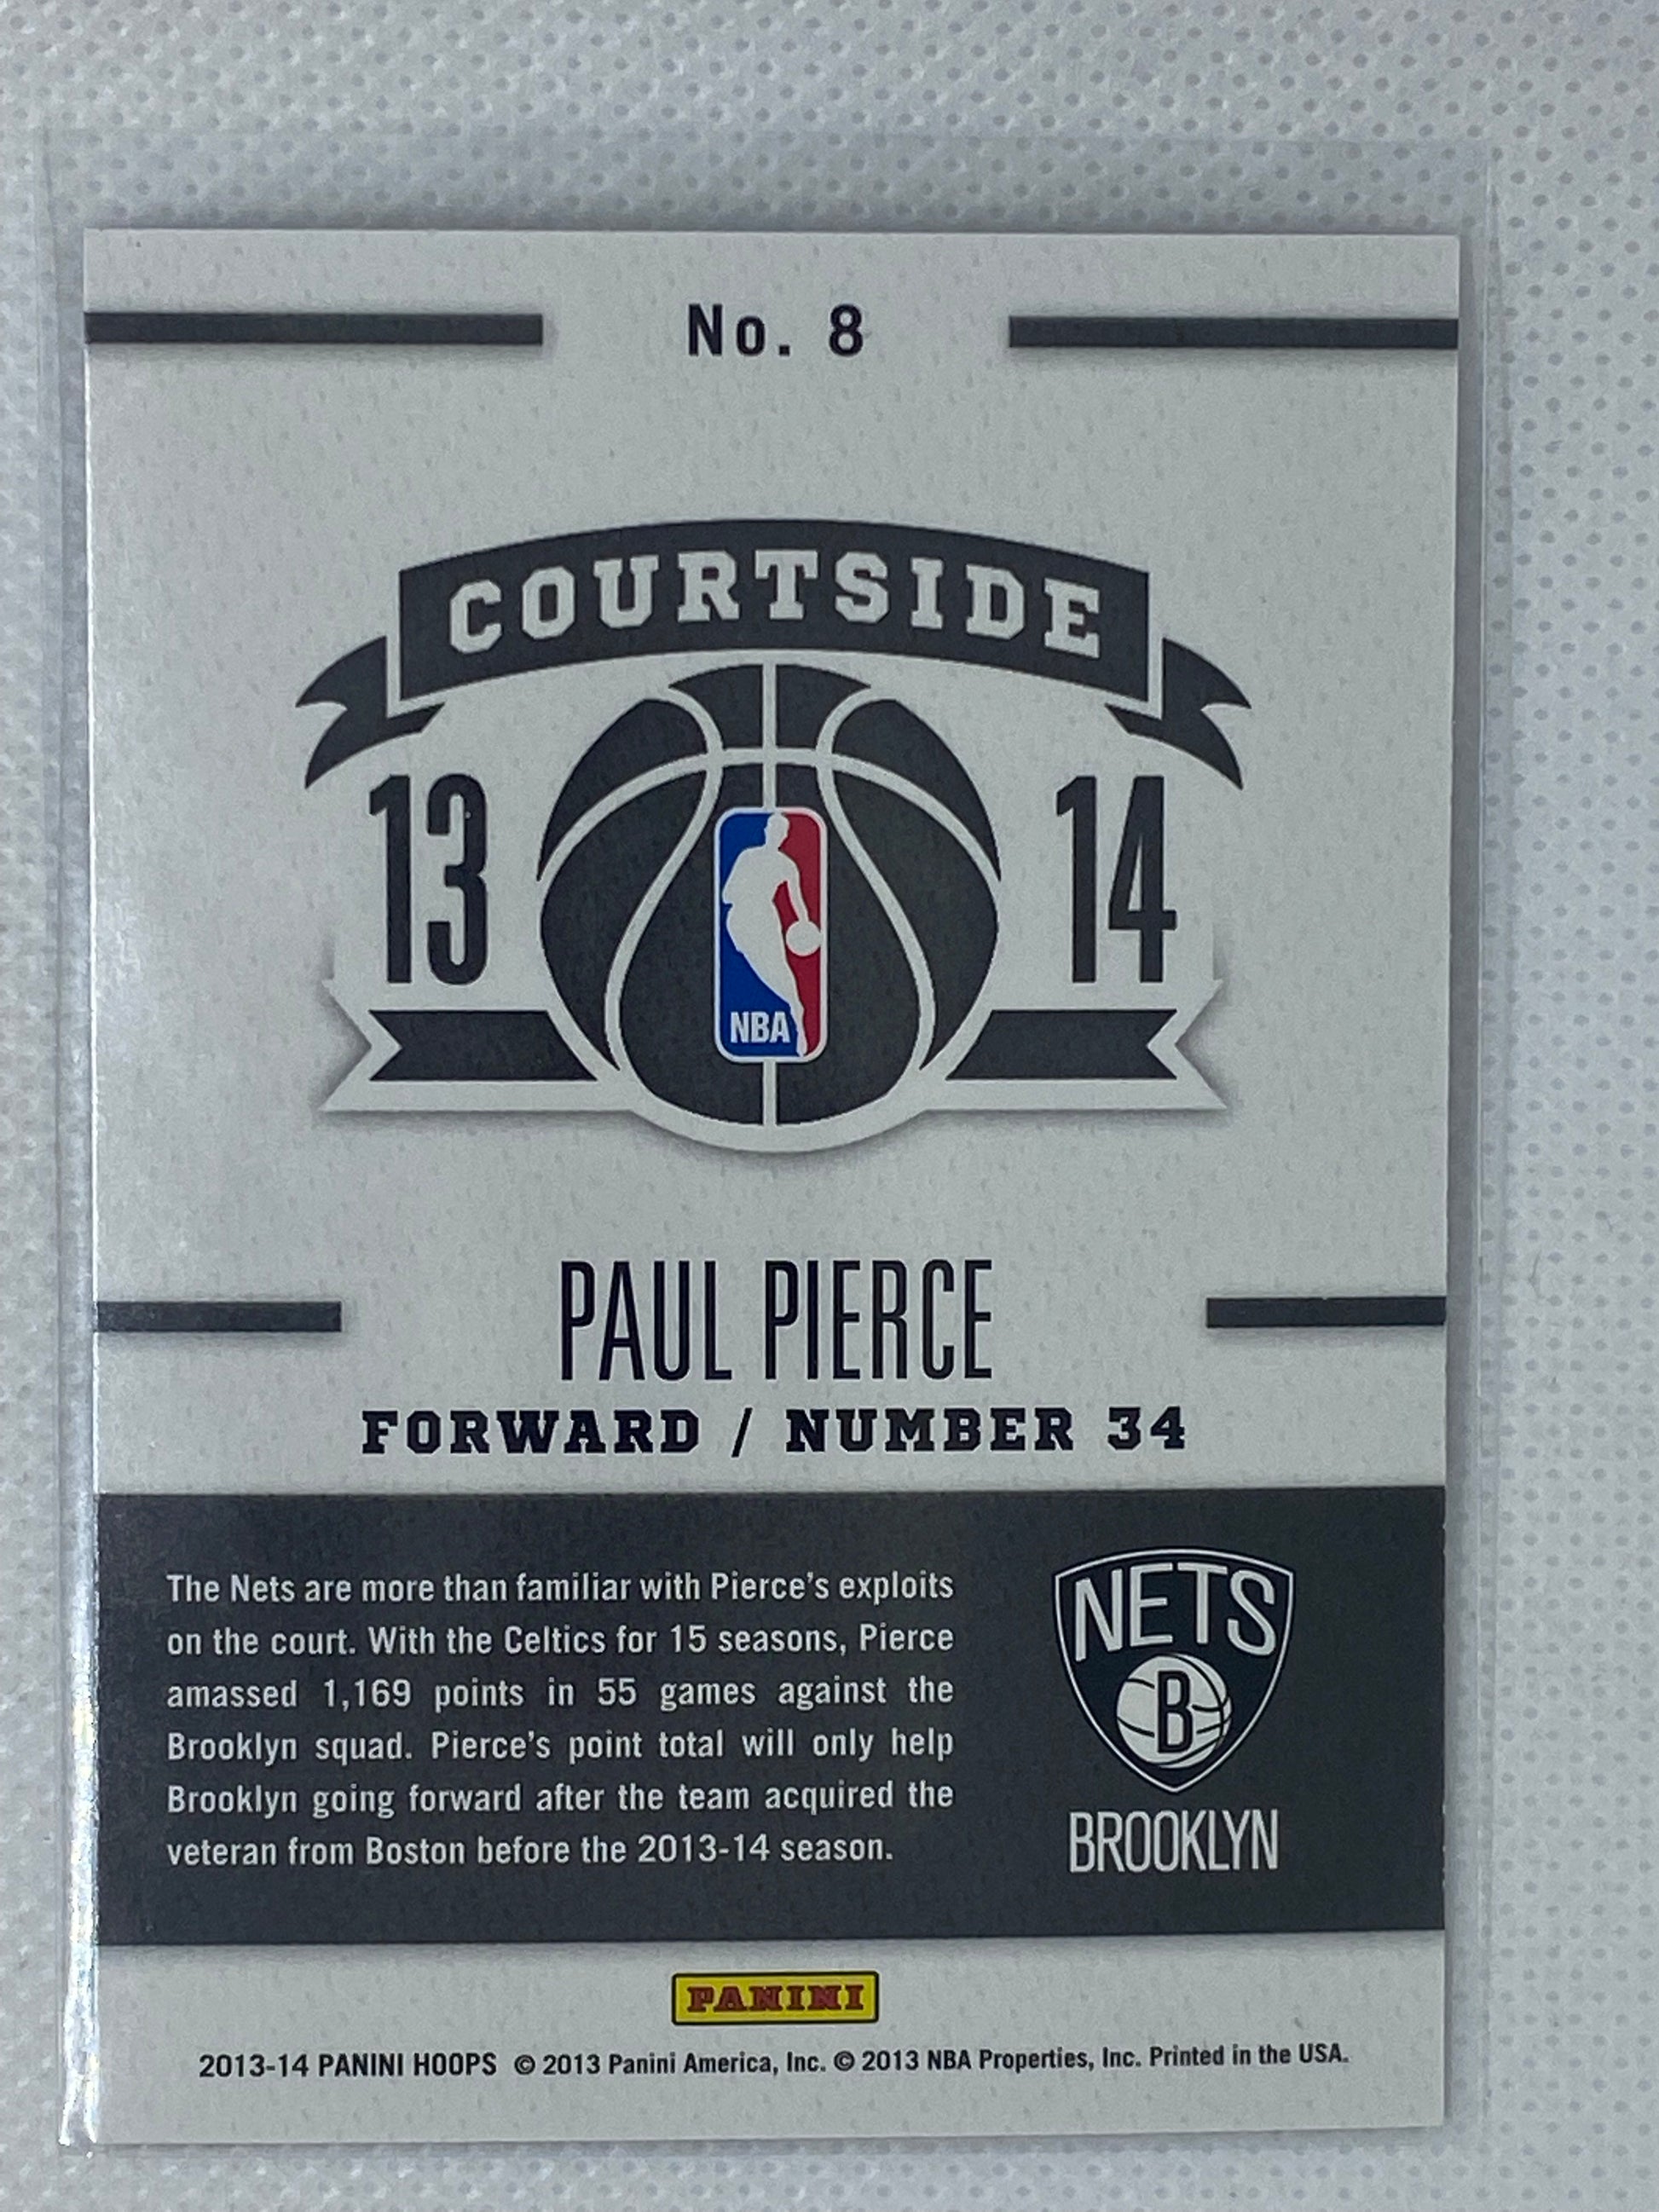 No. 8
COURTSIDE
13 14
NBA
PAUL PIERCE
FORWARD / NUMBER 34
The Nets are more than familiar with Pierce's exploits
on the court. With the Celtics for 15 seasons, Pierce
amassed 1,169 points in 55 games against the
Brooklyn squad. Pierce's point total will only help
Brooklyn going forward after the team acquired the
veteran from Boston before the 2013-14 season.
NETS
B
BROOKLYN
PANINI
2013-14 PANINI HOOPS © 2013 Panini America, Inc. © 2013 NBA Properties, Inc. Printed in the USA.